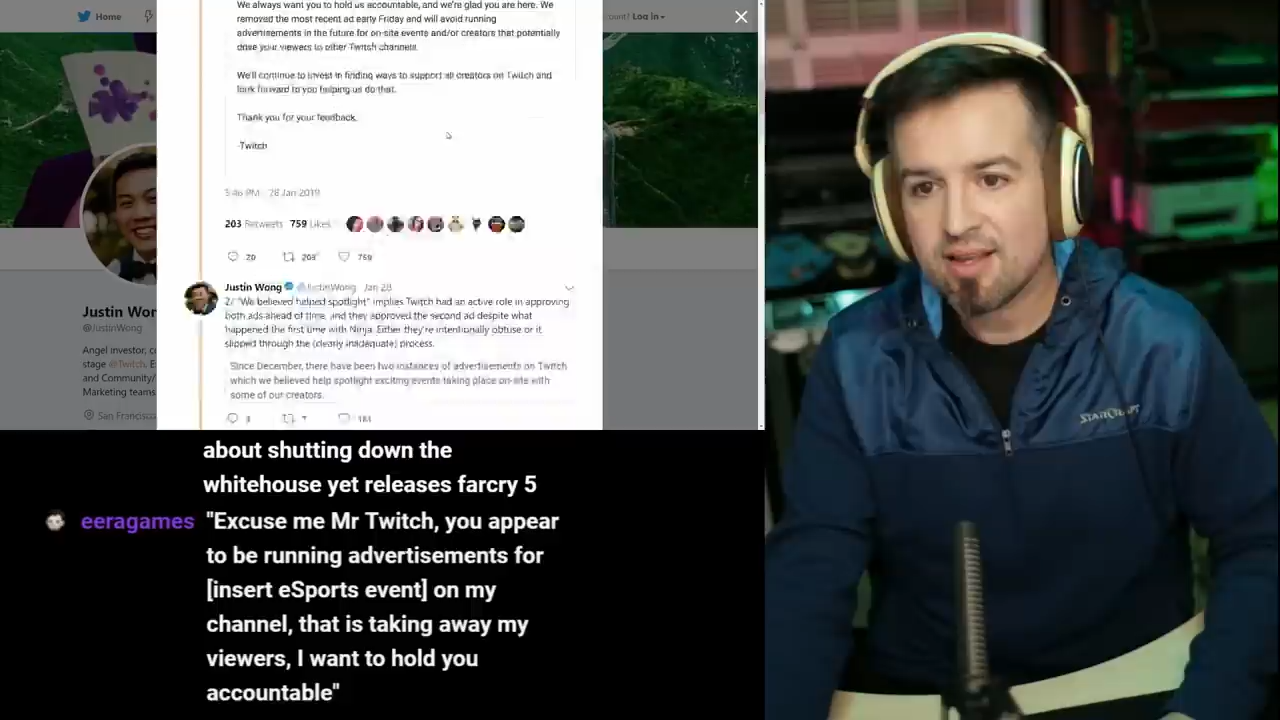 Home
We always want you to hold us accountable, and we're glad you are here. We
removed the most recent ad early Friday and will avoid running
advertisements in the future for on-site events and/or creators that potentially
drive your viewers to other Twitch channels.
We'll continue to invest in finding ways to support all creators on Twitch and
look forward to you helping us do that.
Thank you for your feedback.
-Twitch
28 Jan 2019
203 Retweets 759 Likes
20 203 759
Justin Wong @JustinWong Jan 28
2/ "We believed helped spotlight" implies Twitch had an active role in approving
both ads ahead of time, and they approved the second ad despite what
happened the first time with Ninja. Either they're intentionally obtuse or it
slipped through the (clearly inadequate) process.
Since December, there have been two instances of advertisements on Twitch
which we believed help spotlight exciting events taking place on-site with
some of our creators.
Log in
Justin Wor
@JustinWong
Angel investor, c
stage @Twitch. E
and Community/
Marketing teams
San Francisc
STARCRAFT
about shutting down the
whitehouse yet releases farcry 5
eeragames "Excuse me Mr Twitch, you appear
to be running advertisements for
[insert eSports event] on my
channel, that is taking away my
viewers, I want to hold you
accountable"